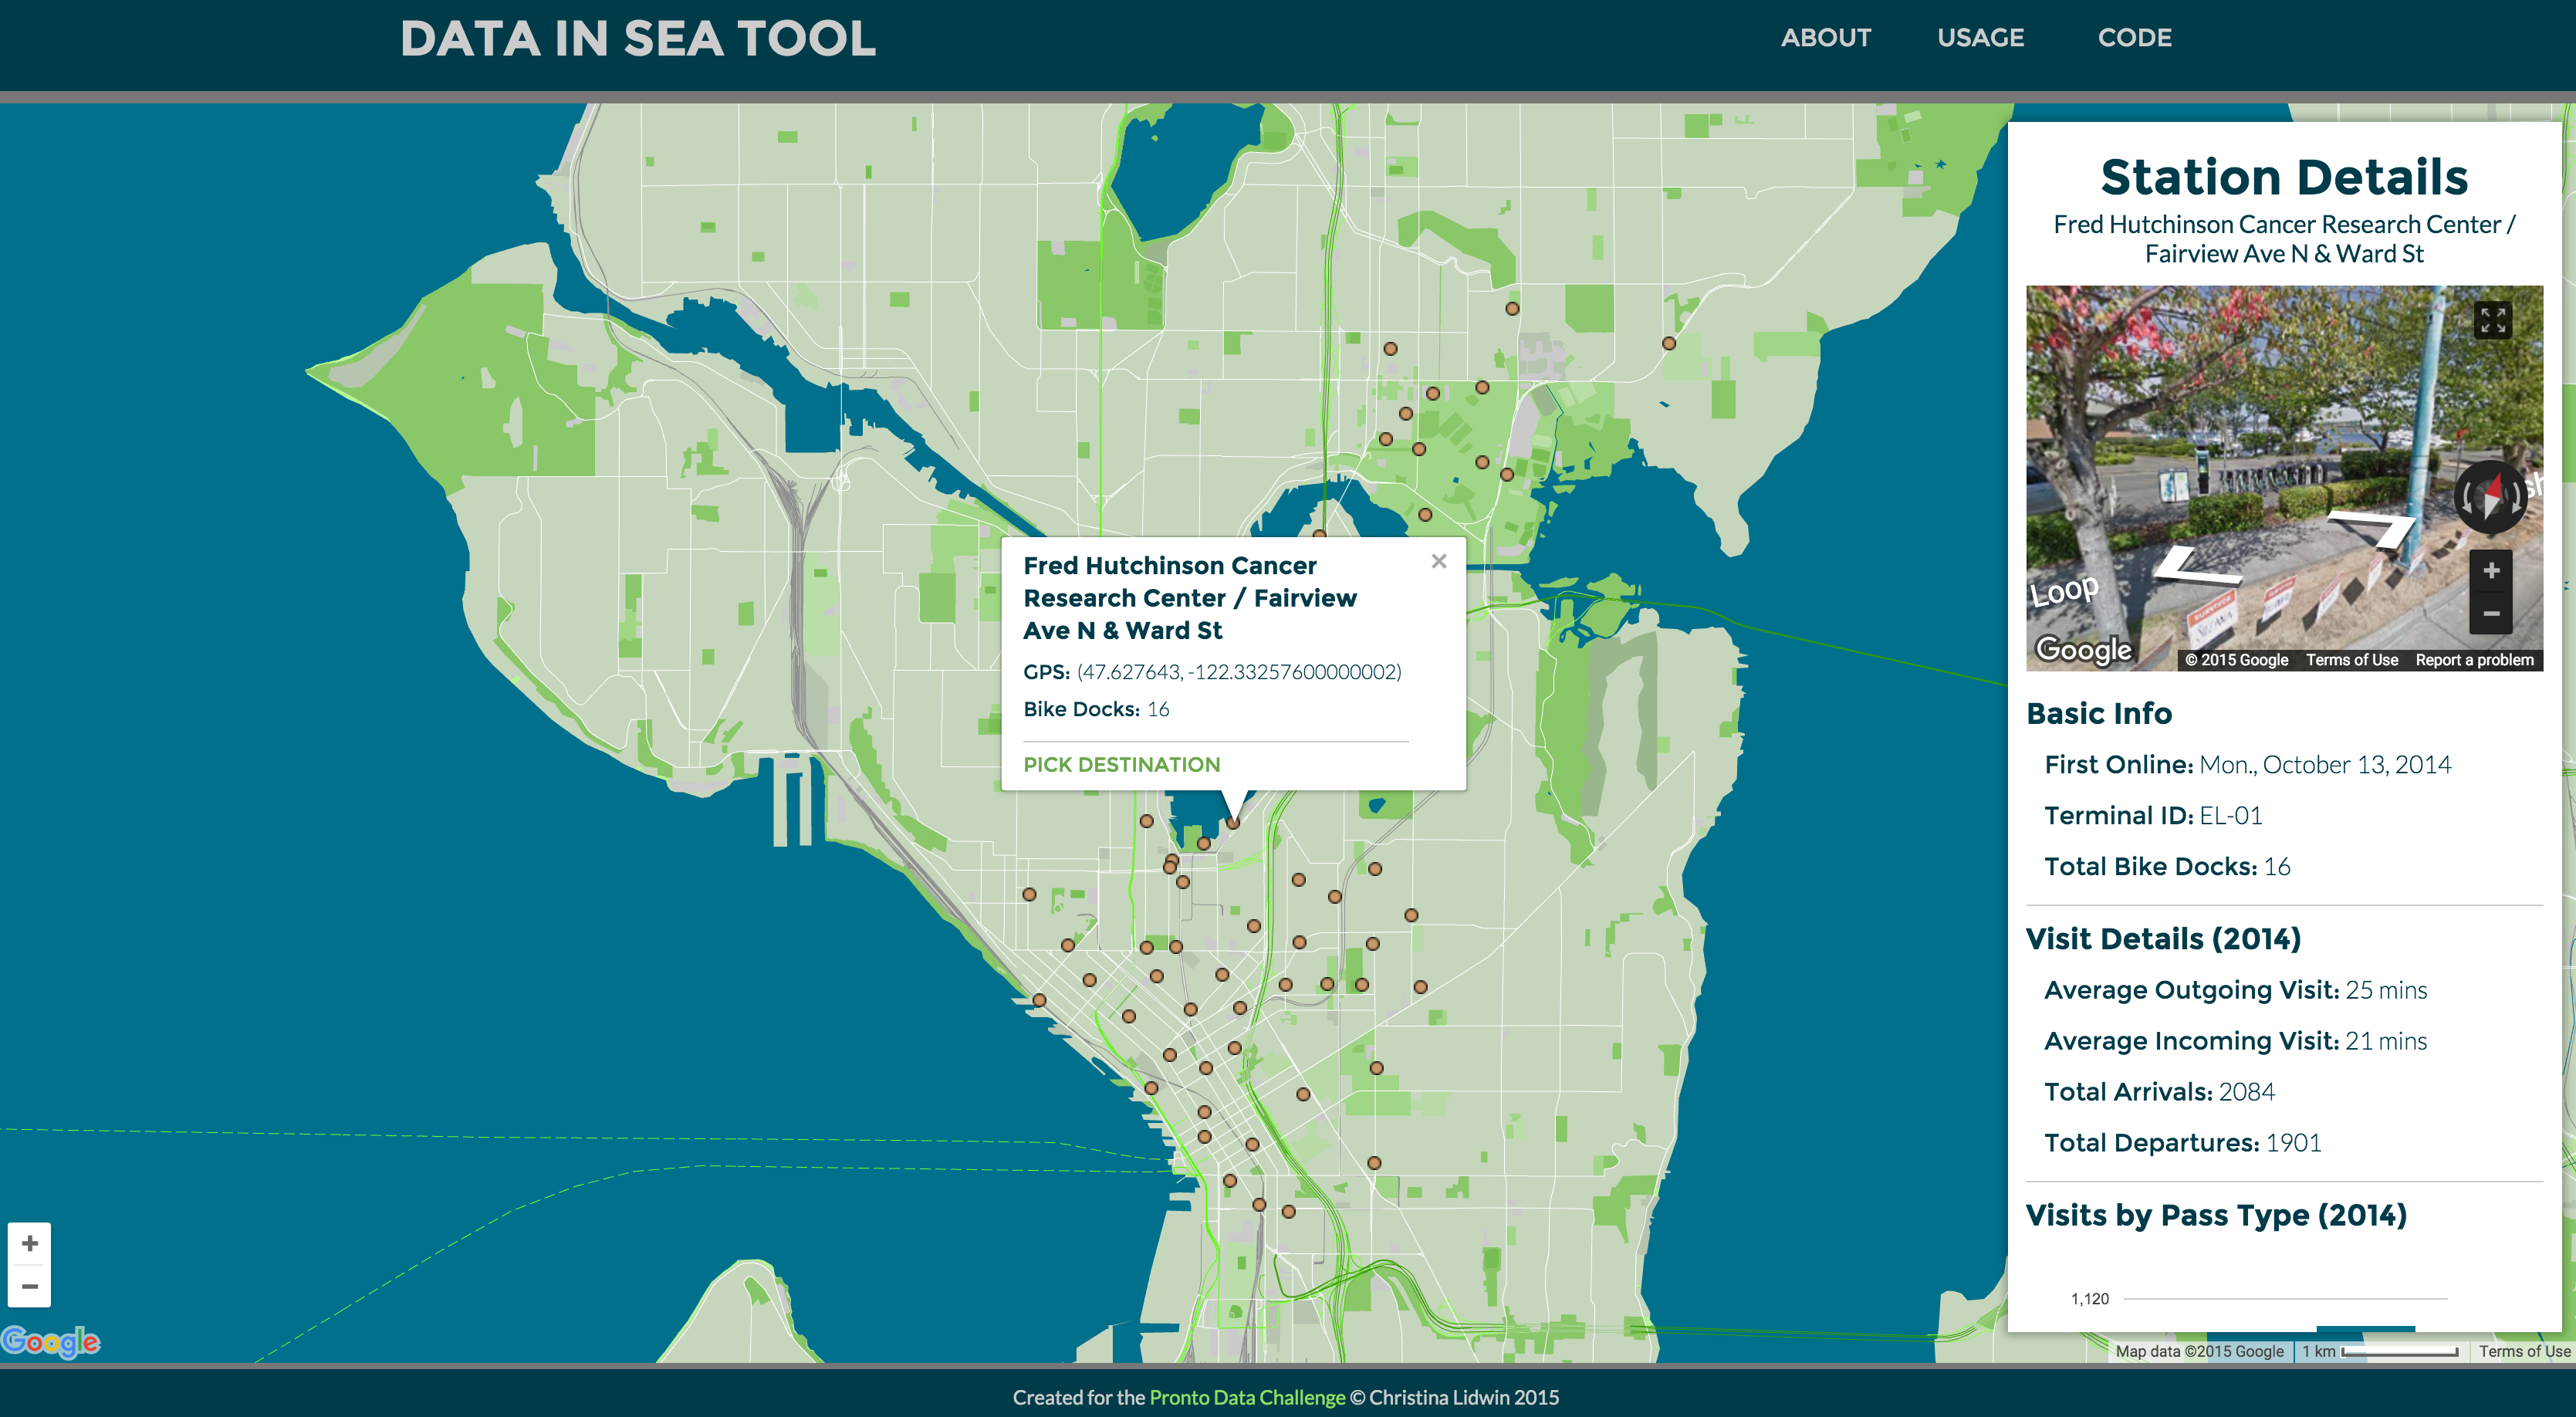 DATA IN SEA TOOL
ABOUT USAGE CODE
Fred Hutchinson Cancer
Research Center / Fairview
Ave N & Ward St
GPS: (47.627643, -122.33257600000002)
Bike Docks: 16
PICK DESTINATION
Station Details
Fred Hutchinson Cancer Research Center /
Fairview Ave N & Ward St
Loop
SURVIVOR
Google
© 2015 Google Terms of Use Report a problem
Basic Info
First Online: Mon., October 13, 2014
Terminal ID: EL-01
Total Bike Docks: 16
Visit Details (2014)
Average Outgoing Visit: 25 mins
Average Incoming Visit: 21 mins
Total Arrivals: 2084
Total Departures: 1901
Visits by Pass Type (2014)
1,120
Google
Map data ©2015 Google 1 km Terms of Use
Created for the Pronto Data Challenge © Christina Lidwin 2015